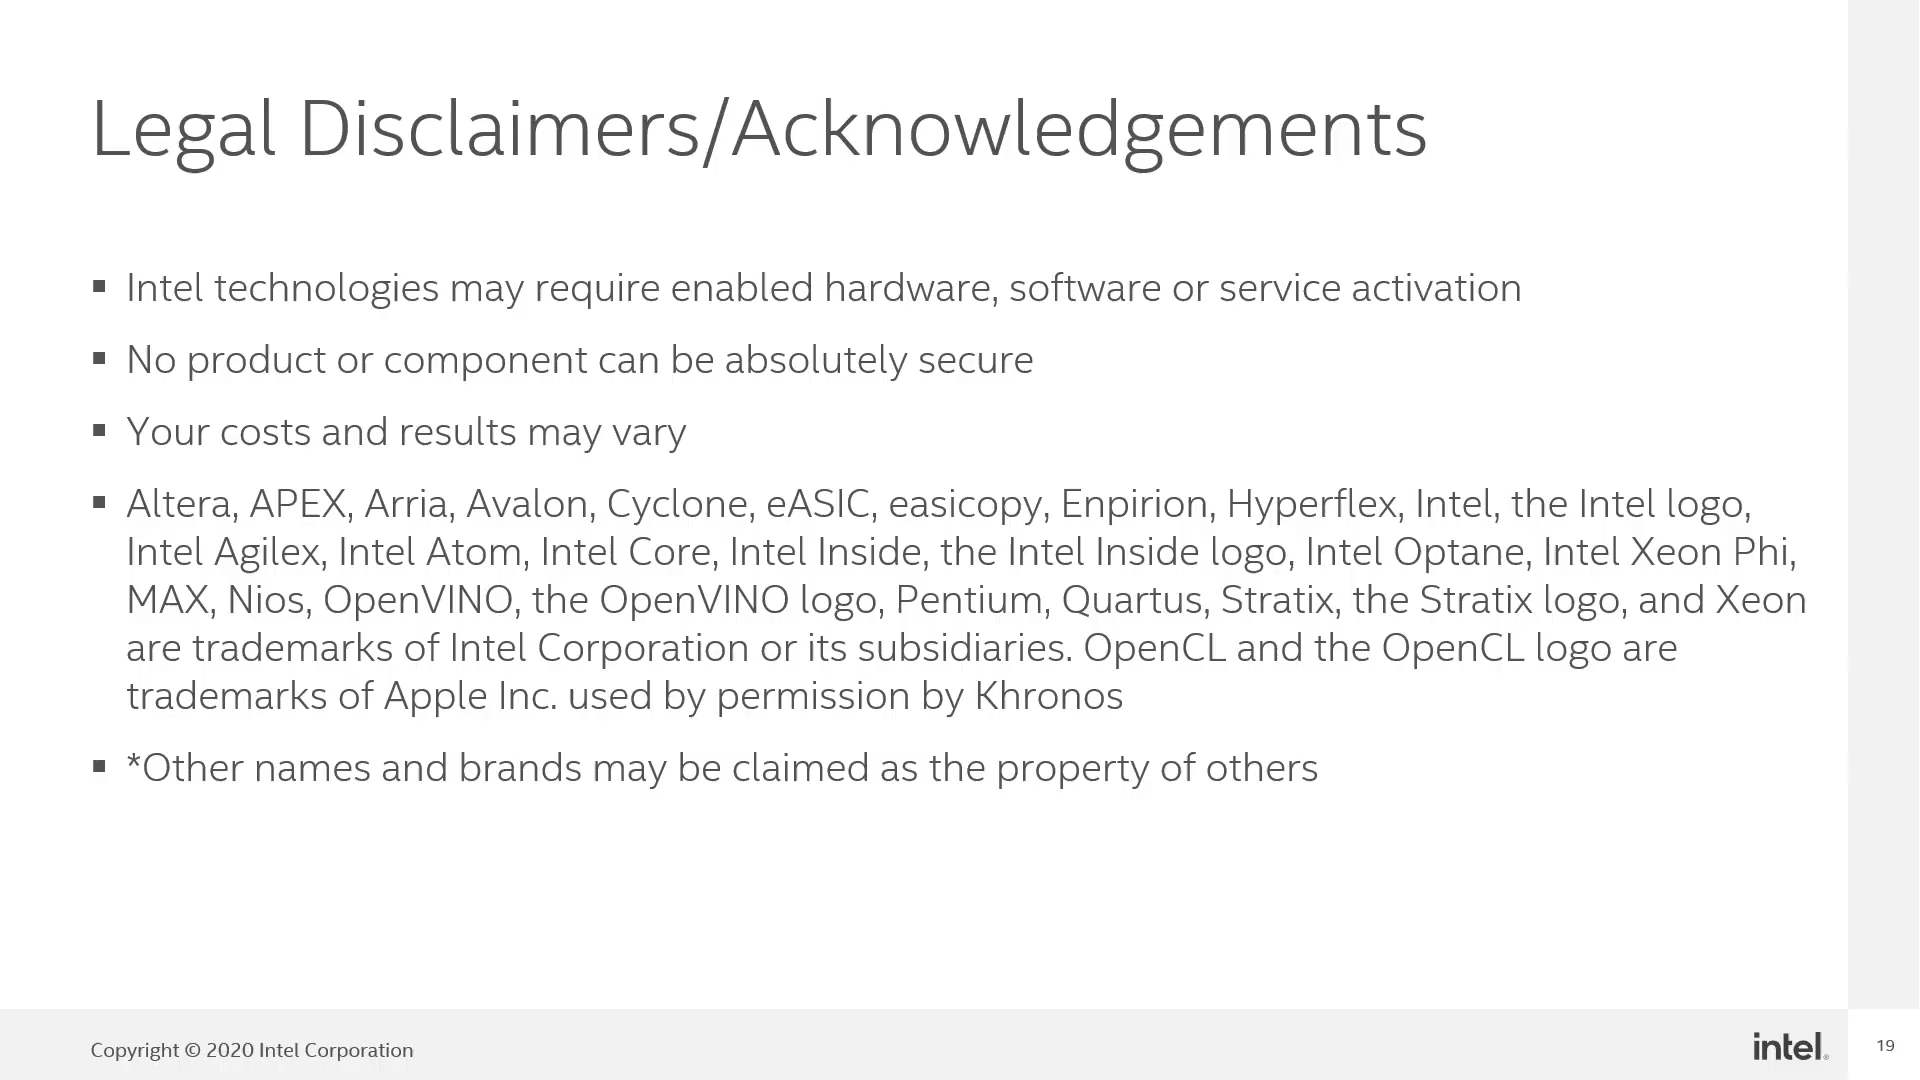 Legal Disclaimers/Acknowledgements
▪ Intel technologies may require enabled hardware, software or service activation
▪ No product or component can be absolutely secure
▪ Your costs and results may vary
▪ Altera, APEX, Arria, Avalon, Cyclone, eASIC, easicopy, Enpirion, Hyperflex, Intel, the Intel logo,
Intel Agilex, Intel Atom, Intel Core, Intel Inside, the Intel Inside logo, Intel Optane, Intel Xeon Phi,
MAX, Nios, OpenVINO, the OpenVINO logo, Pentium, Quartus, Stratix, the Stratix logo, and Xeon
are trademarks of Intel Corporation or its subsidiaries. OpenCL and the OpenCL logo are
trademarks of Apple Inc. used by permission by Khronos
▪ *Other names and brands may be claimed as the property of others
Copyright © 2020 Intel Corporation
intel®
19